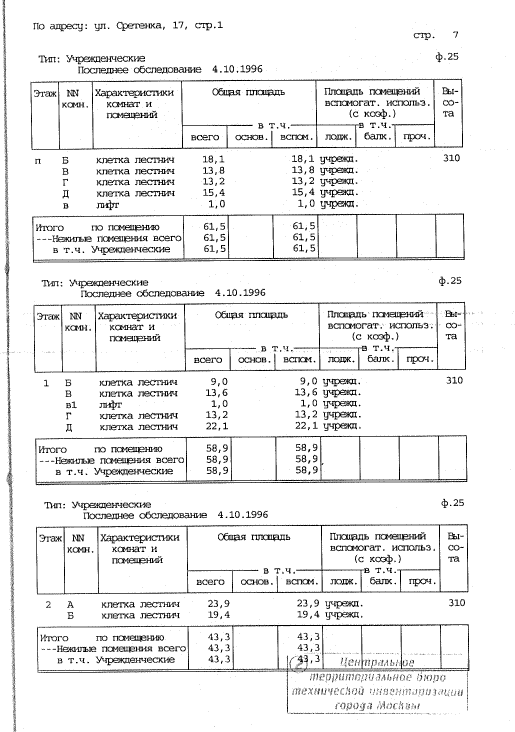 По адресу: ул. Сретенка, 17, стр.1
стр. 7
Тип: Учрежденческие ф.25
Последнее обследование 4.10.1996
Этаж NN Характеристики Общая площадь Площадь помещений Вы-
комн. комнат и вспомогат. использ. со-
помещений (с коэф.) та
в т.ч. в т.ч.
всего основ. вспом. лодж. балк. проч.
п Б клетка лестнич 18,1 18,1 учрежд. 310
В клетка лестнич 13,8 13,8 учрежд.
Г клетка лестнич 13,2 13,2 учрежд.
Д клетка лестнич 15,4 15,4 учрежд.
в лифт 1,0 1,0 учрежд.
Итого по помещению 61,5 61,5
---Нежилые помещения всего 61,5 61,5
в т.ч. Учрежденческие 61,5 61,5
Тип: Учрежденческие ф.25
Последнее обследование 4.10.1996
Этаж NN Характеристики Общая площадь Площадь помещений Вы-
комн. комнат и вспомогат. использ. со-
помещений (с коэф.) та
в т.ч. в т.ч.
всего основ. вспом. лодж. балк. проч.
1 Б клетка лестнич 9,0 9,0 учрежд. 310
В клетка лестнич 13,6 13,6 учрежд.
в1 лифт 1,0 1,0 учрежд.
Г клетка лестнич 13,2 13,2 учрежд.
Д клетка лестнич 22,1 22,1 учрежд.
Итого по помещению 58,9 58,9
---Нежилые помещения всего 58,9 58,9
в т.ч. Учрежденческие 58,9 58,9
Тип: Учрежденческие ф.25
Последнее обследование 4.10.1996
Этаж NN Характеристики Общая площадь Площадь помещений Вы-
комн. комнат и вспомогат. использ. со-
помещений (с коэф.) та
в т.ч. в т.ч.
всего основ. вспом. лодж. балк. проч.
2 А клетка лестнич 23,9 23,9 учрежд. 310
Б клетка лестнич 19,4 19,4 учрежд.
Итого по помещению 43,3 43,3
---Нежилые помещения всего 43,3 43,3
в т.ч. Учрежденческие 43,3 43,3
2 Центральное
территориальное бюро
технической инвентаризации
города Москвы